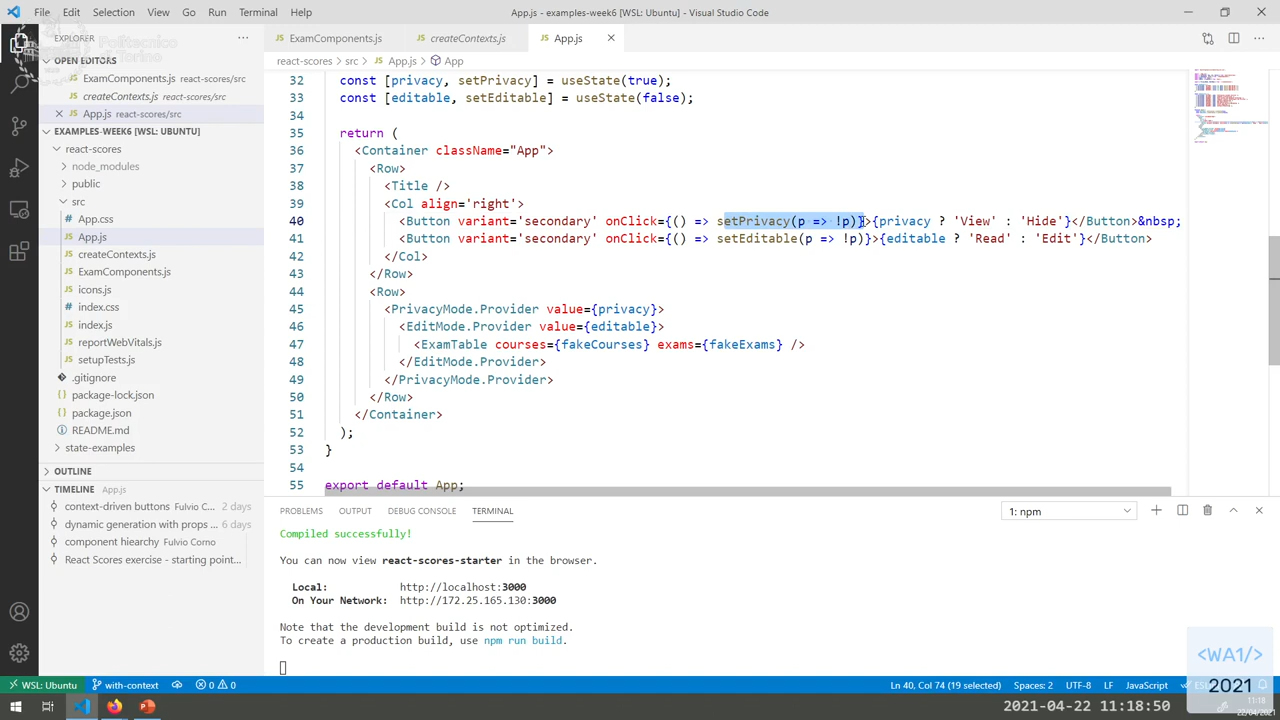 File Edit Selection View Go Run Terminal Help
App.js - examples-week6 [WSL: Ubuntu] - Visual Studio Code
Politecnico
di Torino
EXPLORER
OPEN EDITORS
ExamComponents.js react-scores/src
createContexts.js react-scores/src
App.js react-scores/src
EXAMPLES-WEEK6 [WSL: UBUNTU]
react-scores
node_modules
public
src
App.css
App.js
createContexts.js
ExamComponents.js
icons.js
index.css
index.js
reportWebVitals.js
setupTests.js
.gitignore
package-lock.json
package.json
README.md
state-examples
OUTLINE
TIMELINE App.js
context-driven buttons Fulvio C... 2 days
dynamic generation with props ... 6 days
component hiearchy Fulvio Corno
React Scores exercise - starting point...
ExamComponents.js
createContexts.js
App.js
react-scores > src > App.js > App
32 const [privacy, setPrivacy] = useState(true);
33 const [editable, setEditable] = useState(false);
34
35 return (
36 <Container className="App">
37 <Row>
38 <Title />
39 <Col align='right'>
40 <Button variant='secondary' onClick={() => setPrivacy(p => !p)}>{privacy ? 'View' : 'Hide'}</Button>&nbsp;
41 <Button variant='secondary' onClick={() => setEditable(p => !p)}>{editable ? 'Read' : 'Edit'}</Button>
42 </Col>
43 </Row>
44 <Row>
45 <PrivacyMode.Provider value={privacy}>
46 <EditMode.Provider value={editable}>
47 <ExamTable courses={fakeCourses} exams={fakeExams} />
48 </EditMode.Provider>
49 </PrivacyMode.Provider>
50 </Row>
51 </Container>
52 );
53 }
54
55 export default App;
PROBLEMS OUTPUT DEBUG CONSOLE TERMINAL
1: npm
Compiled successfully!
You can now view react-scores-starter in the browser.
Local: http://localhost:3000
On Your Network: http://172.25.165.130:3000
Note that the development build is not optimized.
To create a production build, use npm run build.
<WA1/>
2021
WSL: Ubuntu
with-context
0 0
Ln 40, Col 74 (19 selected)
Spaces: 2
UTF-8
LF
JavaScript
2021-04-22 11:18:50
11:18
22/04/2021